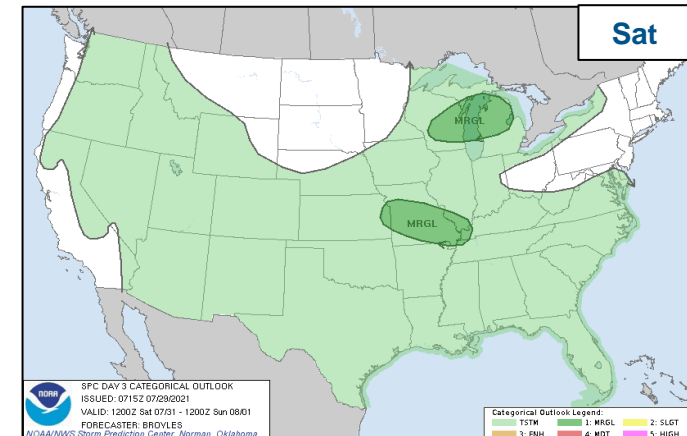 Sat
MRGL
MRGL
noaa
SPC DAY 3 CATEGORICAL OUTLOOK
ISSUED: 0715Z 07/29/2021
VALID: 1200Z Sat 07/31 - 1200Z Sun 08/01
FORECASTER: BROYLES
NOAA/NWS Storm Prediction Center, Norman, Oklahoma
Categorical Outlook Legend:
TSTM 1: MRGL 2: SLGT
3: ENH 4: MDT 5: HIGH